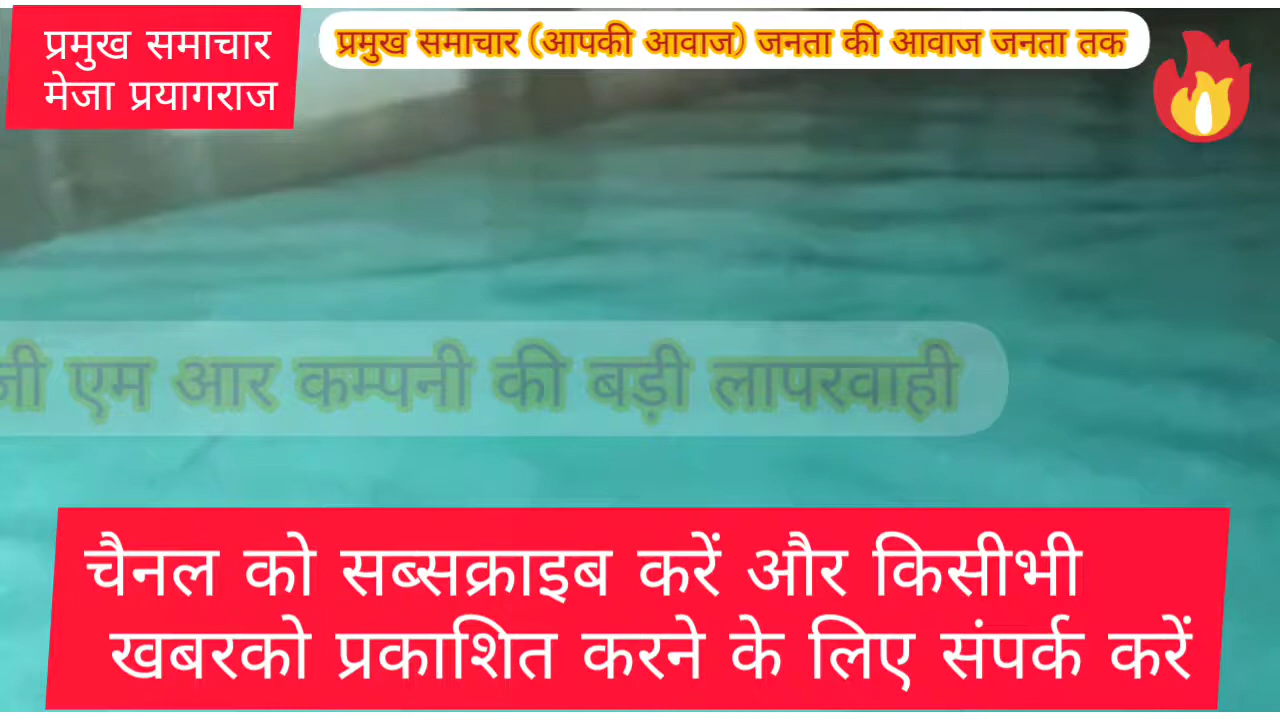 प्रमुख समाचार
मेजा प्रयागराज
प्रमुख समाचार (आपकी आवाज) जनता की आवाज जनता तक
जी एम आर कम्पनी की बड़ी लापरवाही
चैनल को सब्सक्राइब करें और किसीभी
खबरको प्रकाशित करने के लिए संपर्क करें